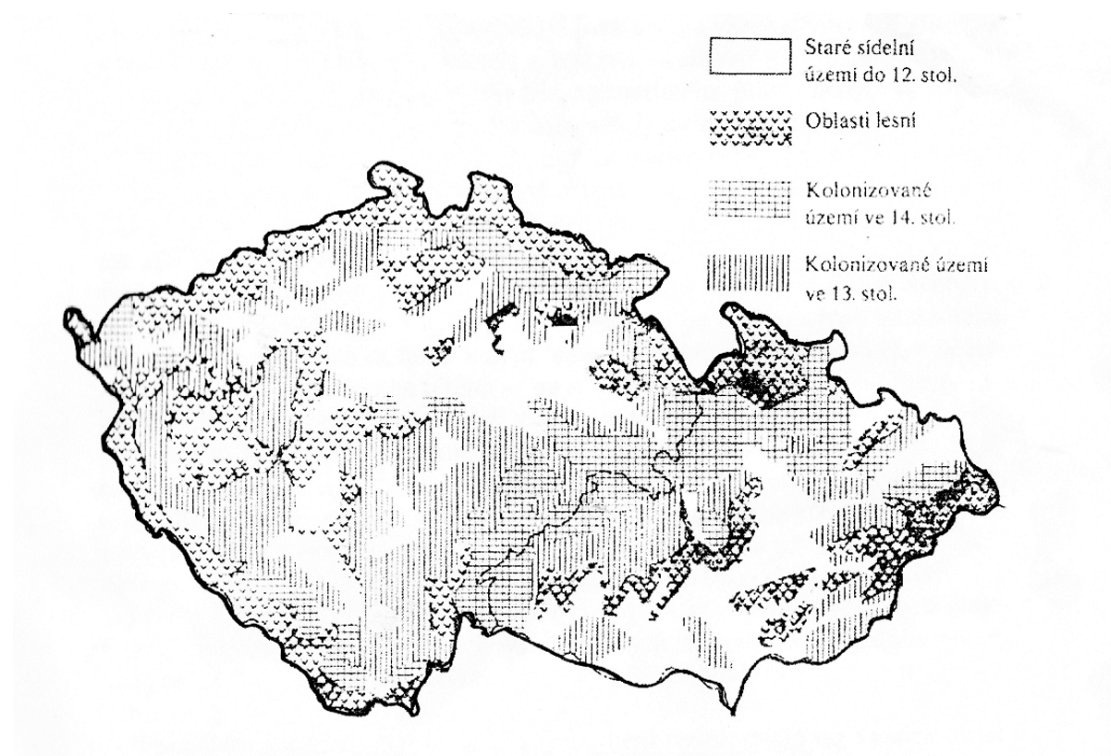 Staré sídelní
území do 12. stol.
Oblasti lesní
Kolonizované
území ve 14. stol.
Kolonizované území
ve 13. stol.